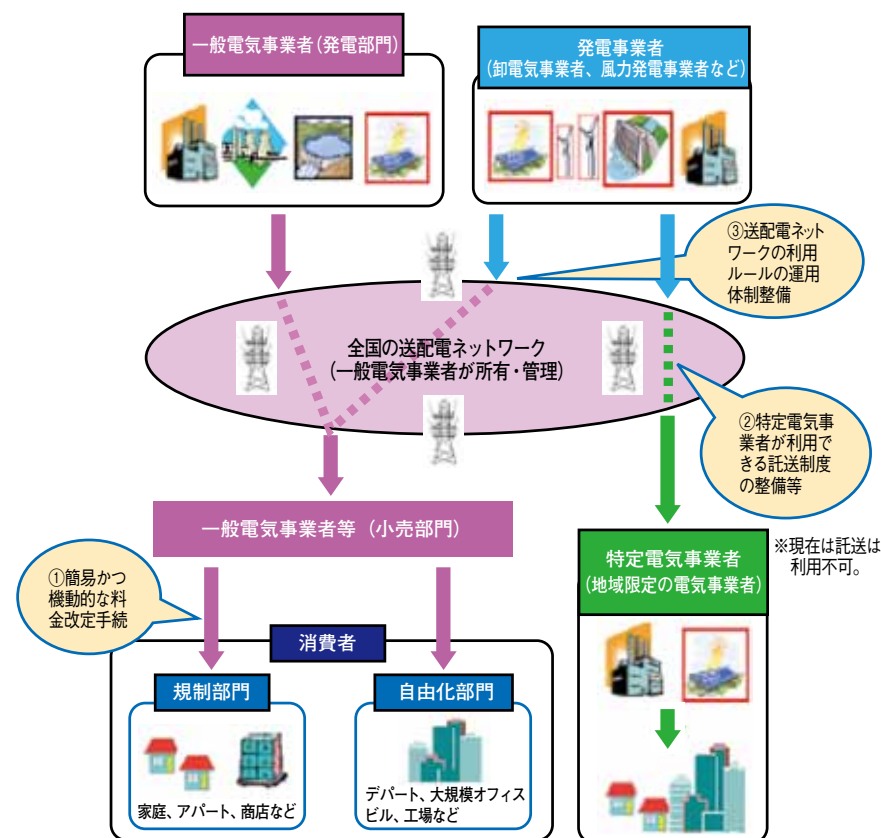 一般電気事業者(発電部門)
発電事業者
(卸電気事業者、風力発電事業者など)
③送配電ネット
ワークの利用
ルールの運用
体制整備
全国の送配電ネットワーク
(一般電気事業者が所有・管理)
②特定電気事
業者が利用で
きる託送制度
の整備等
一般電気事業者等(小売部門)
①簡易かつ
機動的な料
金改定手続
特定電気事業者
(地域限定の電気事業者)
※現在は託送は
利用不可。
消費者
規制部門
家庭、アパート、商店など
自由化部門
デパート、大規模オフィス
ビル、工場など